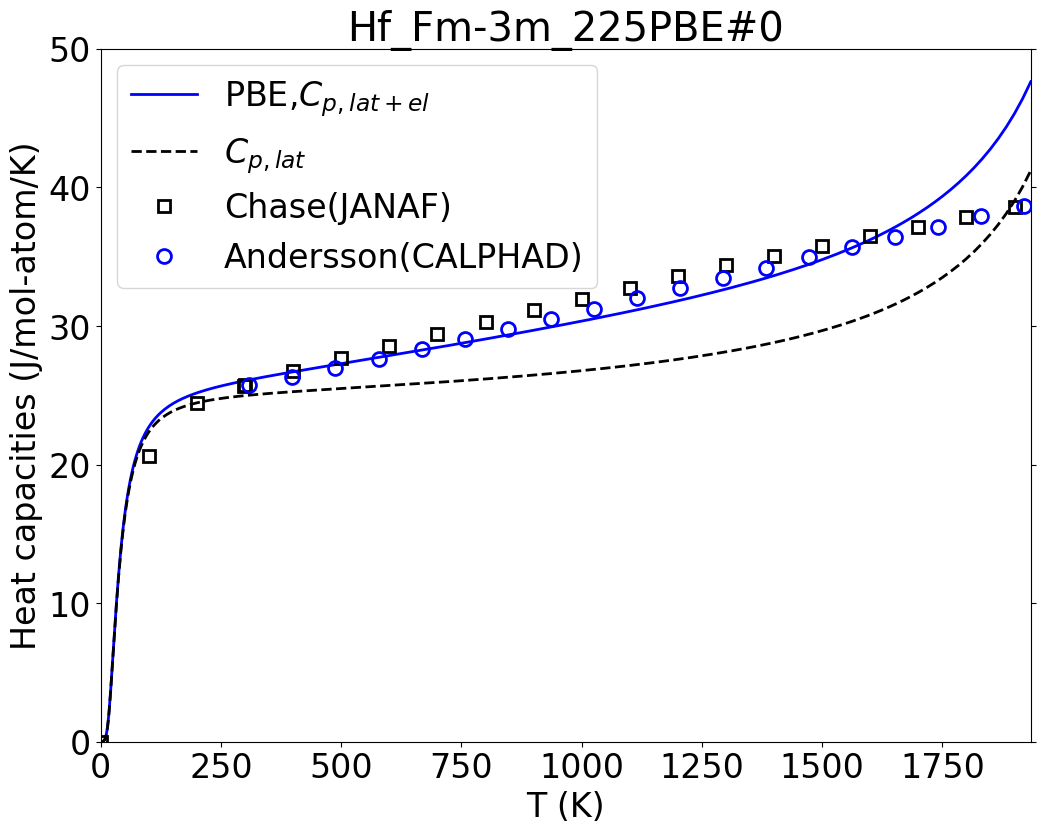 Hf_Fm-3m_225PBE#0
Heat capacities (J/mol-atom/K)
50
40
30
20
10
0
PBE,C_{p,lat+el}
C_{p,lat}
Chase(JANAF)
Andersson(CALPHAD)
0 250 500 750 1000 1250 1500 1750
T (K)